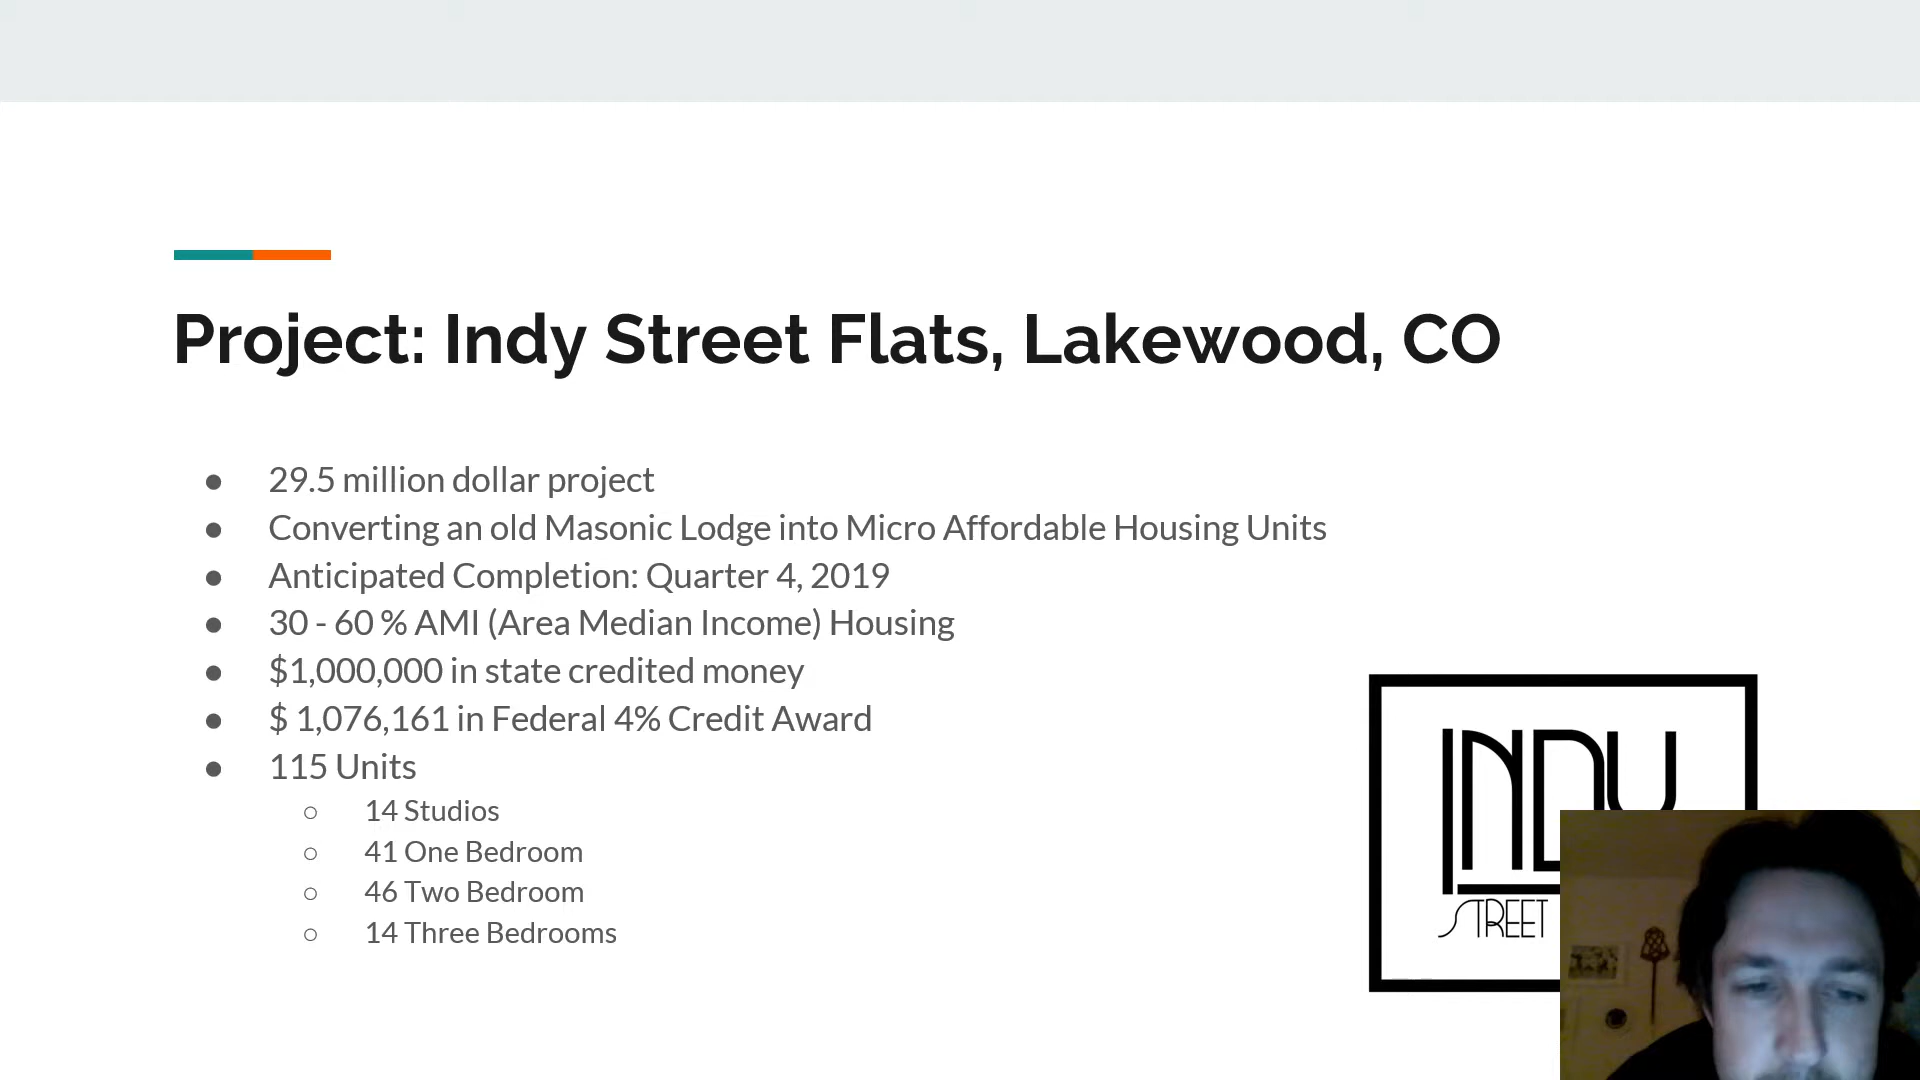 Project: Indy Street Flats, Lakewood, CO
● 29.5 million dollar project
● Converting an old Masonic Lodge into Micro Affordable Housing Units
● Anticipated Completion: Quarter 4, 2019
● 30 - 60 % AMI (Area Median Income) Housing
● $1,000,000 in state credited money
● $ 1,076,161 in Federal 4% Credit Award
● 115 Units
○ 14 Studios
○ 41 One Bedroom
○ 46 Two Bedroom
○ 14 Three Bedrooms
INDY
STREET